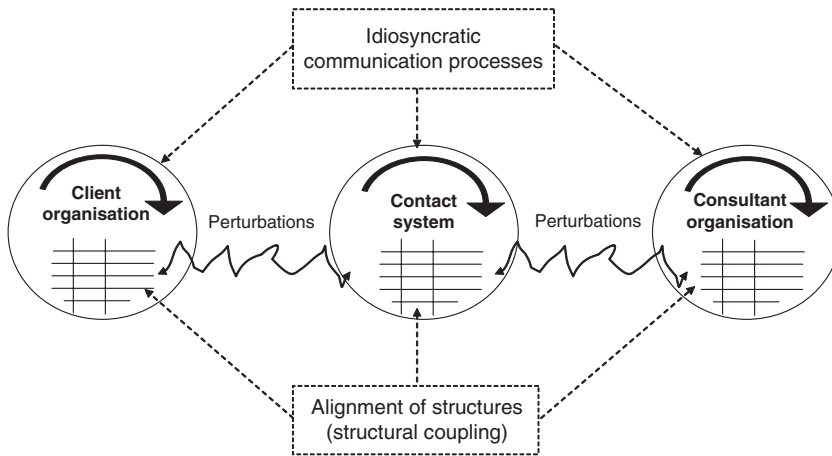 Idiosyncratic
communication processes
Client
organisation
Perturbations
Contact
system
Perturbations
Consultant
organisation
Alignment of structures
(structural coupling)